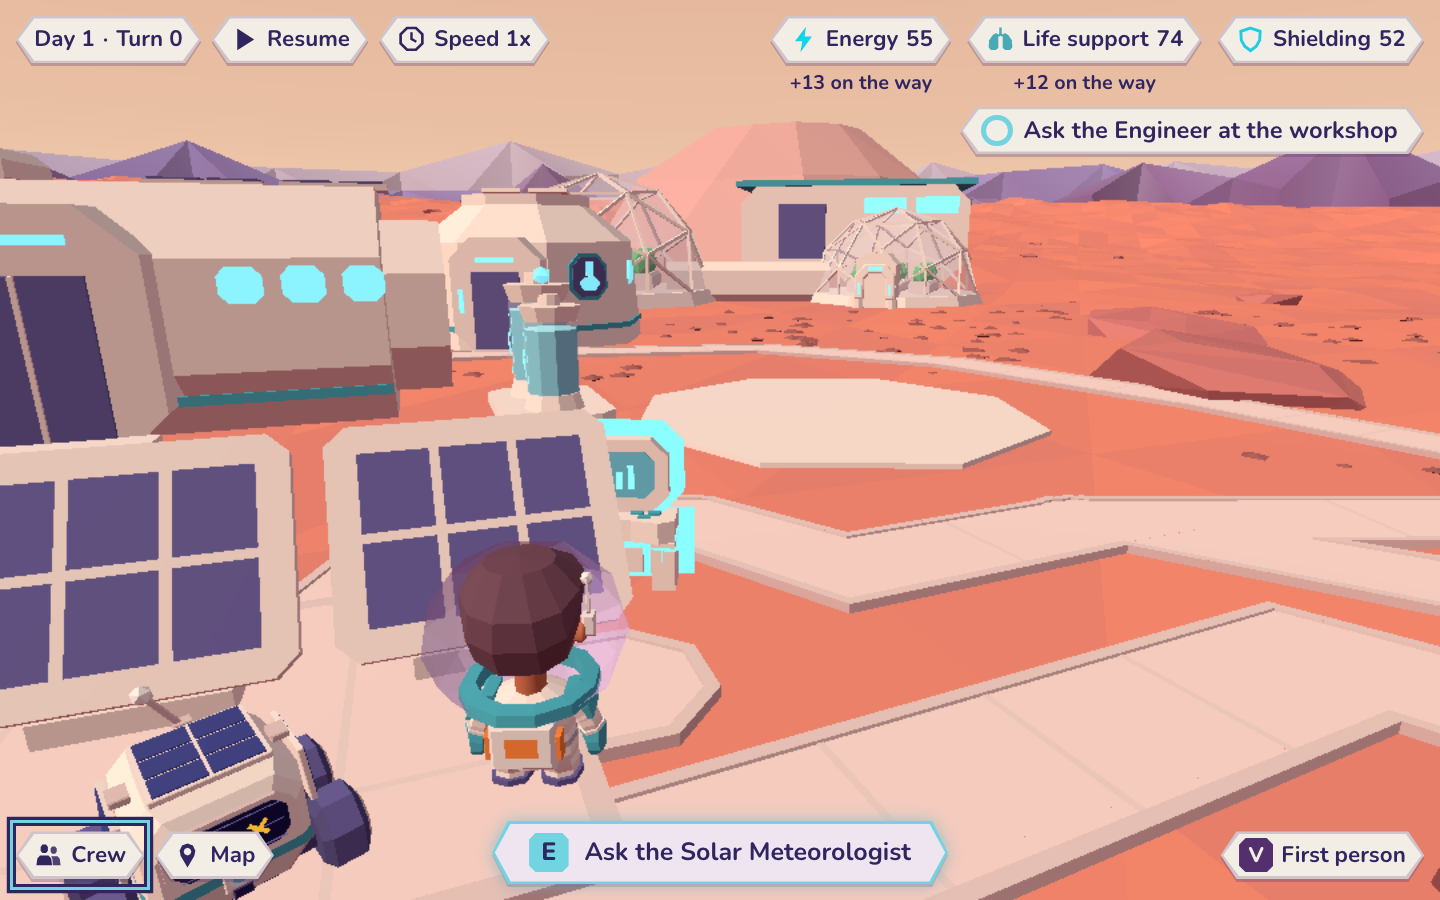 Day 1 · Turn 0
Resume
Speed 1x
Energy 55
Life support 74
Shielding 52
+13 on the way
+12 on the way
Ask the Engineer at the workshop
Crew
Map
E Ask the Solar Meteorologist
V First person